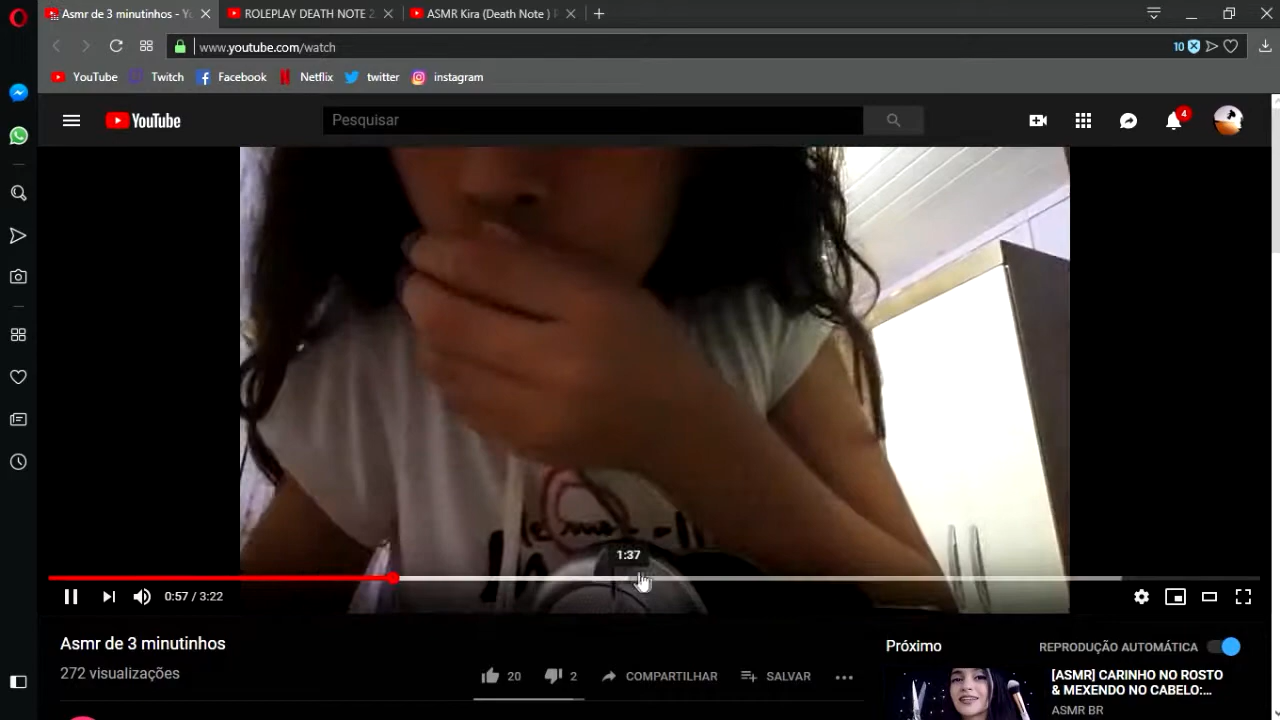 Asmr de 3 minutinhos - Y
ROLEPLAY DEATH NOTE 2
ASMR Kira (Death Note )
www.youtube.com/watch
10
YouTube Twitch Facebook Netflix twitter instagram
YouTube
Pesquisar
4
1:37
0:57 / 3:22
Asmr de 3 minutinhos
272 visualizações
20
2
COMPARTILHAR
SALVAR
Próximo
REPRODUÇÃO AUTOMÁTICA
[ASMR] CARINHO NO ROSTO
& MEXENDO NO CABELO:...
ASMR BR